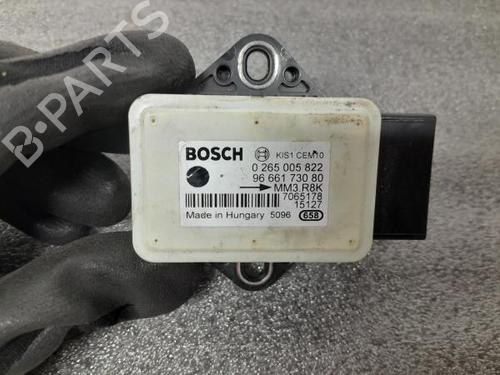 B-PARTS
BOSCH KIS1 CEM10
0 265 005 822
96 661 730 80
MM3.R8K
7065178
15127
Made in Hungary 5096 658